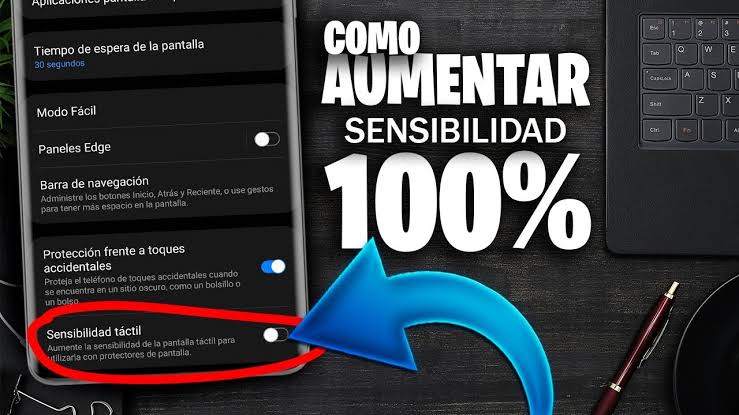 Aplicaciones pantalla
Tiempo de espera de la pantalla
30 segundos
Modo Fácil
Paneles Edge
Barra de navegación
Administre los botones Inicio, Atrás y Reciente, o use gestos
para tener más espacio en la pantalla.
Protección frente a toques
accidentales
Proteja el teléfono de toques accidentales cuando
se encuentra en un sitio oscuro, como un bolsillo o
un bolso.
Sensibilidad táctil
Aumente la sensibilidad de la pantalla táctil para
utilizarla con protectores de pantalla.
COMO
AUMENTAR
SENSIBILIDAD
100%
Esc
Tab
Q
CapsLock
A
Shift
Z
Ctrl
Fn
Alt